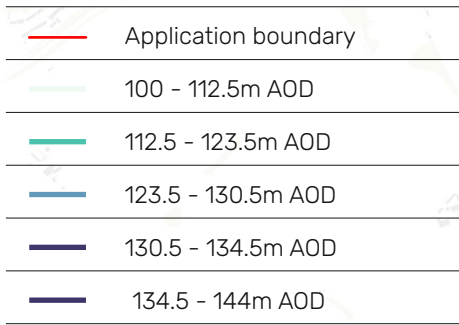 Application boundary
100 - 112.5m AOD
112.5 - 123.5m AOD
123.5 - 130.5m AOD
130.5 - 134.5m AOD
134.5 - 144m AOD